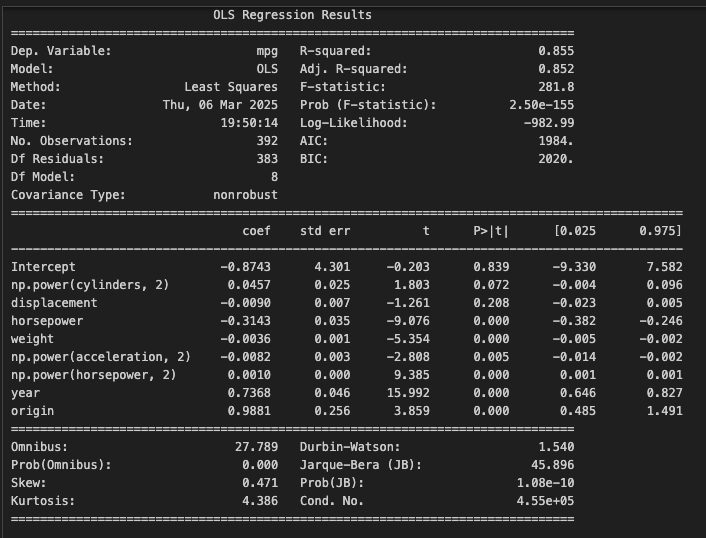 OLS Regression Results
==============================================================================
Dep. Variable:                    mpg   R-squared:                       0.855
Model:                            OLS   Adj. R-squared:                  0.852
Method:                 Least Squares   F-statistic:                     281.8
Date:                Thu, 06 Mar 2025   Prob (F-statistic):          2.50e-155
Time:                        19:50:14   Log-Likelihood:                -982.99
No. Observations:                 392   AIC:                             1984.
Df Residuals:                     383   BIC:                             2020.
Df Model:                           8
Covariance Type:            nonrobust
=============================================================================================
                                coef    std err          t      P>|t|      [0.025      0.975]
---------------------------------------------------------------------------------------------
Intercept                    -0.8743      4.301     -0.203      0.839      -9.330       7.582
np.power(cylinders, 2)        0.0457      0.025      1.803      0.072      -0.004       0.096
displacement                 -0.0090      0.007     -1.261      0.208      -0.023       0.005
horsepower                   -0.3143      0.035     -9.076      0.000      -0.382      -0.246
weight                       -0.0036      0.001     -5.354      0.000      -0.005      -0.002
np.power(acceleration, 2)    -0.0082      0.003     -2.808      0.005      -0.014      -0.002
np.power(horsepower, 2)       0.0010      0.000      9.385      0.000       0.001       0.001
year                          0.7368      0.046     15.992      0.000       0.646       0.827
origin                        0.9881      0.256      3.859      0.000       0.485       1.491
==============================================================================
Omnibus:                       27.789   Durbin-Watson:                   1.540
Prob(Omnibus):                  0.000   Jarque-Bera (JB):               45.896
Skew:                           0.471   Prob(JB):                     1.08e-10
Kurtosis:                       4.386   Cond. No.                     4.55e+05
==============================================================================